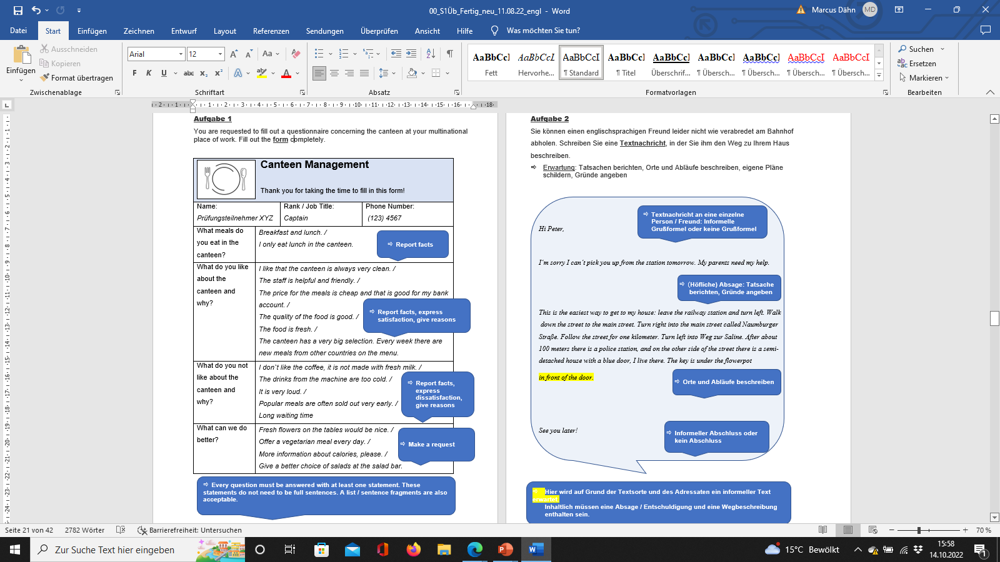 00_S1Üb_Fertig_neu_11.08.22_engl - Word
Marcus Dähn MD
Datei Start Einfügen Zeichnen Entwurf Layout Referenzen Sendungen Überprüfen Ansicht Hilfe Was möchten Sie tun?
Einfügen
Ausschneiden
Kopieren
Format übertragen
Zwischenablage
Arial 12
F K U abc x₂ x²
Schriftart
Absatz
AaBbCcI AaBbCcL AaBbCcI AaBbCcI AaBbCcI AaBbCcI AaBbCcI AaBbCcI AaBbCcI
Fett Hervorhe... ¶ Standard ¶ Titel Überschrif... ¶ Übersch... ¶ Übersch... ¶ Übersch... ¶ Übersch...
Formatvorlagen
Suchen
Ersetzen
Markieren
Bearbeiten
Aufgabe 1
You are requested to fill out a questionnaire concerning the canteen at your multinational
place of work. Fill out the form completely.
Canteen Management
Thank you for taking the time to fill in this form!
Name:
Prüfungsteilnehmer XYZ
Rank / Job Title:
Captain
Phone Number:
(123) 4567
What meals do
you eat in the
canteen?
Breakfast and lunch. /
I only eat lunch in the canteen.
⇨ Report facts
What do you like
about the
canteen and
why?
I like that the canteen is always very clean. /
The staff is helpful and friendly. /
The price for the meals is cheap and that is good for my bank
account. /
The quality of the food is good. /
The food is fresh. /
The canteen has a very big selection. Every week there are
new meals from other countries on the menu.
⇨ Report facts, express
satisfaction, give reasons
What do you not
like about the
canteen and
why?
I don`t like the coffee, it is not made with fresh milk. /
The drinks from the machine are too cold. /
It is very loud. /
Popular meals are often sold out very early. /
Long waiting time
⇨ Report facts,
express
dissatisfaction,
give reasons
What can we do
better?
Fresh flowers on the tables would be nice. /
Offer a vegetarian meal every day. /
More information about calories, please. /
Give a better choice of salads at the salad bar.
⇨ Make a request
⇨ Every question must be answered with at least one statement. These
statements do not need to be full sentences. A list / sentence fragments are also
acceptable.
Aufgabe 2
Sie können einen englischsprachigen Freund leider nicht wie verabredet am Bahnhof
abholen. Schreiben Sie eine Textnachricht, in der Sie ihm den Weg zu Ihrem Haus
beschreiben.
⇨ Erwartung: Tatsachen berichten, Orte und Abläufe beschreiben, eigene Pläne
schildern, Gründe angeben
⇨ Textnachricht an eine einzelne
Person / Freund: Informelle
Grußformel oder keine Grußformel
Hi Peter,
I´m sorry I can´t pick you up from the station tomorrow. My parents need my help.
⇨ (Höfliche) Absage: Tatsache
berichten, Gründe angeben
This is the easiest way to get to my house: leave the railway station and turn left. Walk
down the street to the main street. Turn right into the main street called Naumburger
Straße. Follow the street for one kilometer. Turn left into Weg zur Saline. After about
100 meters there is a police station, and on the other side of the street there is a semi-
detached house with a blue door, I live there. The key is under the flowerpot
in front of the door.
⇨ Orte und Abläufe beschreiben
See you later!
⇨ Informeller Abschluss oder
kein Abschluss
Hier wird auf Grund der Textsorte und des Adressaten ein informeller Text
erwartet.
Inhaltlich müssen eine Absage / Entschuldigung und eine Wegbeschreibung
enthalten sein.
Seite 21 von 42 2782 Wörter Barrierefreiheit: Untersuchen 70 %
Zur Suche Text hier eingeben
15°C Bewölkt
15:58
14.10.2022
1